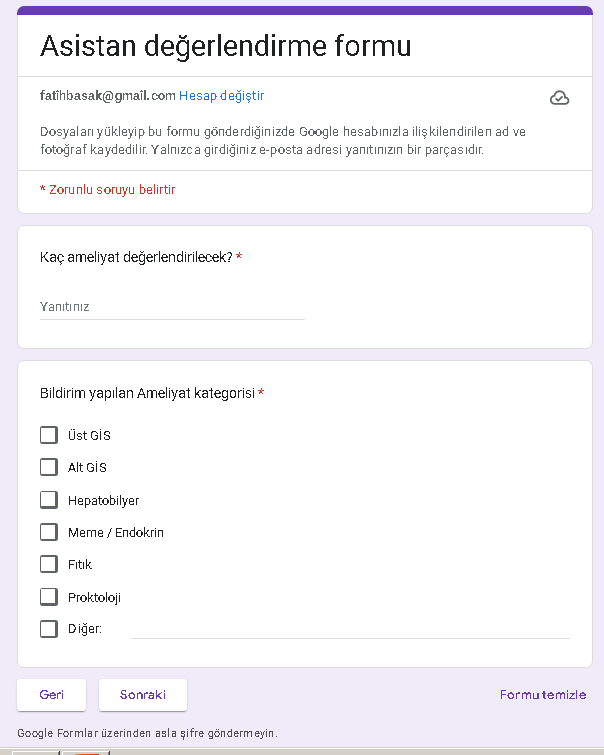 Asistan değerlendirme formu
fatihbasak@gmail.com Hesap değiştir
Dosyaları yükleyip bu formu gönderdiğinizde Google hesabınızla ilişkilendirilen ad ve
fotoğraf kaydedilir. Yalnızca girdiğiniz e-posta adresi yanıtınızın bir parçasıdır.
* Zorunlu soruyu belirtir
Kaç ameliyat değerlendirilecek? *
Yanıtınız
Bildirim yapılan Ameliyat kategorisi *
Üst GİS
Alt GİS
Hepatobilyer
Meme / Endokrin
Fıtık
Proktoloji
Diğer:
Geri Sonraki Formu temizle
Google Formlar üzerinden asla şifre göndermeyin.